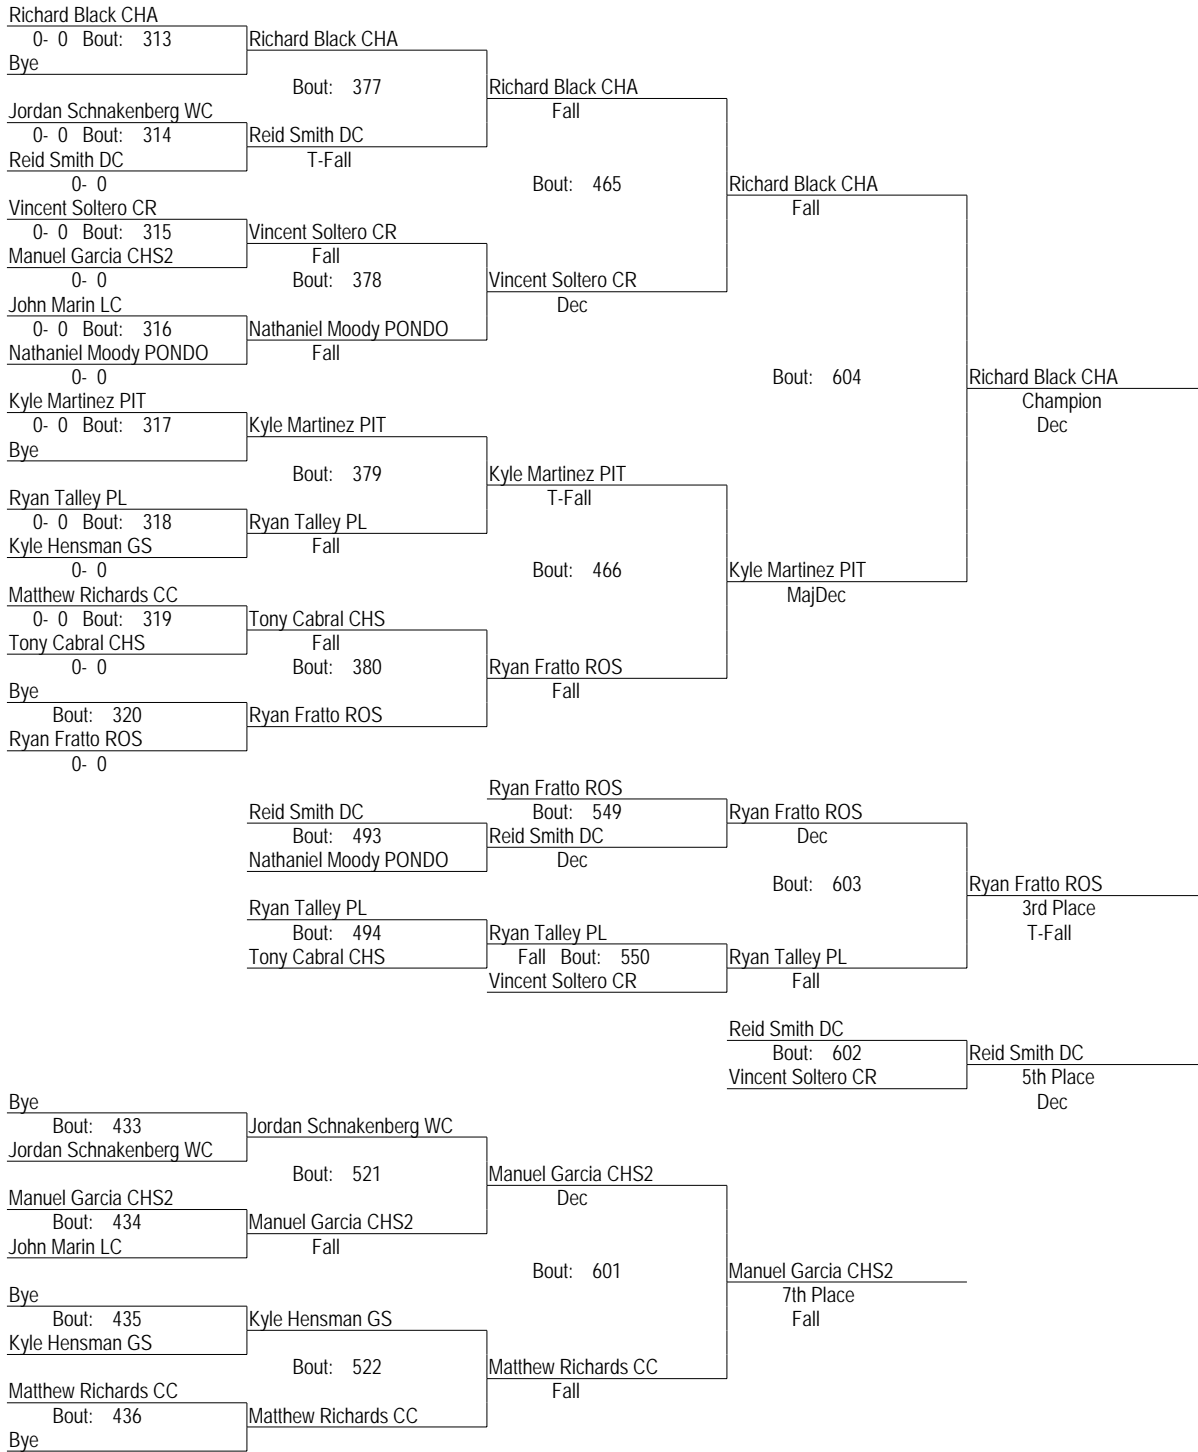 Richard Black CHA
0- 0 Bout: 313 Richard Black CHA
Bye
Bout: 377 Richard Black CHA
Jordan Schnakenberg WC Fall
0- 0 Bout: 314 Reid Smith DC
Reid Smith DC T-Fall
0- 0 Bout: 465 Richard Black CHA
Vincent Soltero CR Fall
0- 0 Bout: 315 Vincent Soltero CR
Manuel Garcia CHS2 Fall
0- 0 Bout: 378 Vincent Soltero CR
John Marin LC Dec
0- 0 Bout: 316 Nathaniel Moody PONDO
Nathaniel Moody PONDO Fall
0- 0 Bout: 604 Richard Black CHA
Kyle Martinez PIT Champion
0- 0 Bout: 317 Kyle Martinez PIT Dec
Bye
Bout: 379 Kyle Martinez PIT
Ryan Talley PL T-Fall
0- 0 Bout: 318 Ryan Talley PL
Kyle Hensman GS Fall
0- 0 Bout: 466 Kyle Martinez PIT
Matthew Richards CC MajDec
0- 0 Bout: 319 Tony Cabral CHS
Tony Cabral CHS Fall
0- 0 Bout: 380 Ryan Fratto ROS
Bye Fall
Bout: 320 Ryan Fratto ROS
Ryan Fratto ROS
0- 0
Ryan Fratto ROS
Reid Smith DC Bout: 549 Ryan Fratto ROS
Bout: 493 Reid Smith DC Dec
Nathaniel Moody PONDO Dec
Bout: 603 Ryan Fratto ROS
Ryan Talley PL 3rd Place
Bout: 494 Ryan Talley PL T-Fall
Tony Cabral CHS Fall Bout: 550 Ryan Talley PL
Vincent Soltero CR Fall
Reid Smith DC
Bout: 602 Reid Smith DC
Vincent Soltero CR 5th Place
Bye Dec
Bout: 433 Jordan Schnakenberg WC
Jordan Schnakenberg WC
Bout: 521 Manuel Garcia CHS2
Manuel Garcia CHS2 Dec
Bout: 434 Manuel Garcia CHS2
John Marin LC Fall
Bout: 601 Manuel Garcia CHS2
Bye 7th Place
Bout: 435 Kyle Hensman GS Fall
Kyle Hensman GS
Bout: 522 Matthew Richards CC
Matthew Richards CC Fall
Bout: 436 Matthew Richards CC
Bye